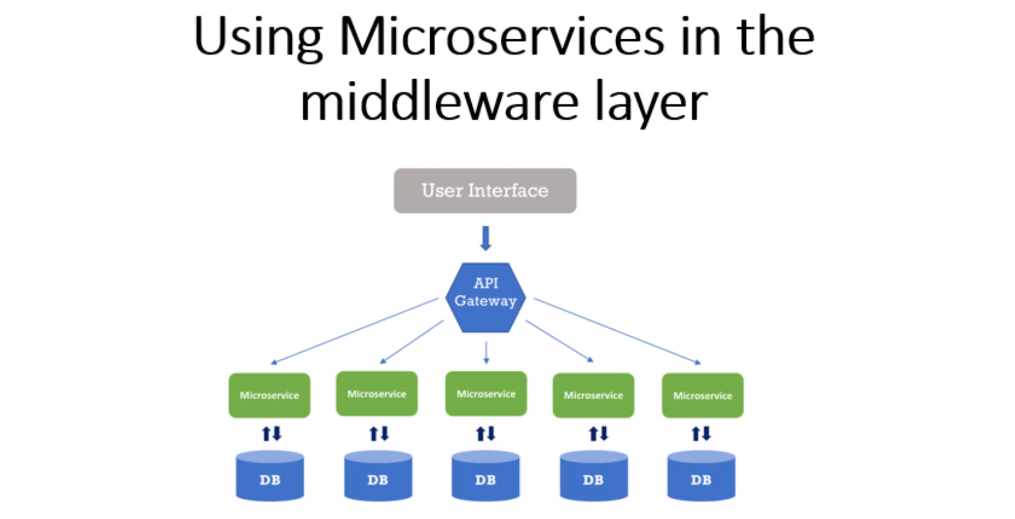 Using Microservices in the
middleware layer
User Interface
API
Gateway
Microservice Microservice Microservice Microservice Microservice
DB DB DB DB DB